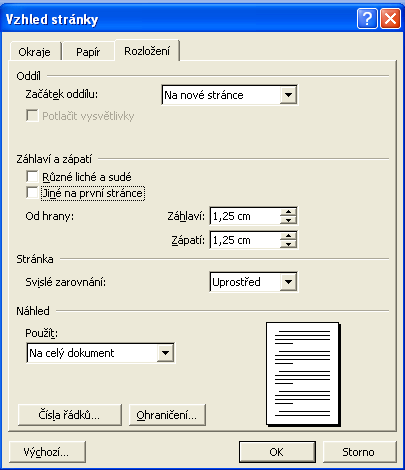 Vzhled stránky
Okraje Papír Rozložení
Oddíl
Začátek oddílu: Na nové stránce
Potlačit vysvětlivky
Záhlaví a zápatí
Různé liché a sudé
Jiné na první stránce
Od hrany: Záhlaví: 1,25 cm
Zápatí: 1,25 cm
Stránka
Svislé zarovnání: Uprostřed
Náhled
Použít:
Na celý dokument
Čísla řádků... Ohraničení...
Výchozí... OK Storno